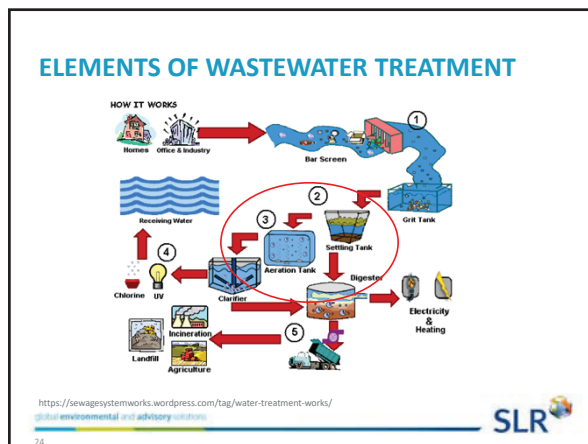 ELEMENTS OF WASTEWATER TREATMENT
HOW IT WORKS
Homes
Office & Industry
Bar Screen
1
Grit Tank
2
Settling Tank
3
Aeration Tank
Receiving Water
4
Chlorine
UV
Clarifier
Digester
Electricity
&
Heating
Incineration
Landfill
Agriculture
5
https://sewagesystemworks.wordpress.com/tag/water-treatment-works/
global environmental and advisory solutions
SLR
24